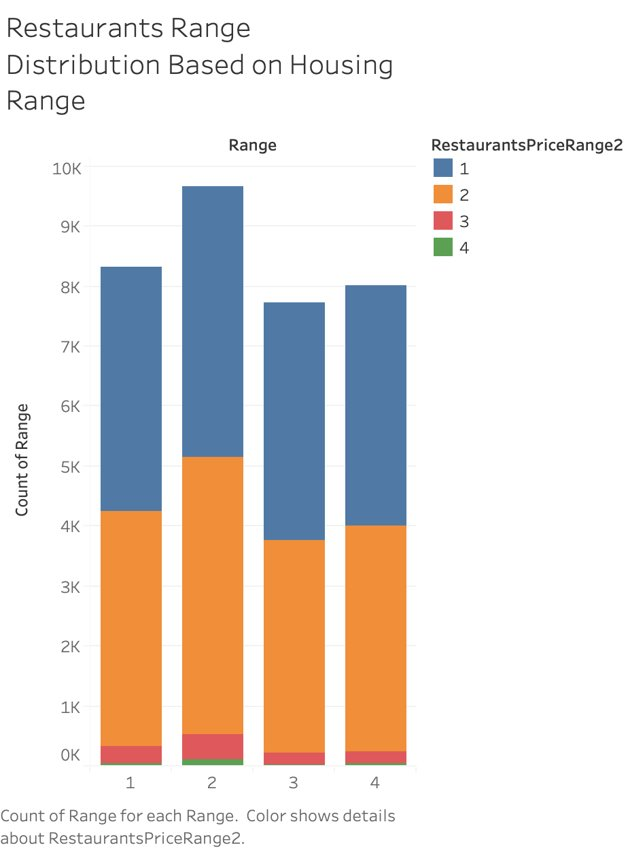 Restaurants Range
Distribution Based on Housing
Range
Range
RestaurantsPriceRange2
1
2
3
4
10K
9K
8K
7K
6K
5K
4K
3K
2K
1K
0K
Count of Range
1 2 3 4
Count of Range for each Range. Color shows details
about RestaurantsPriceRange2.